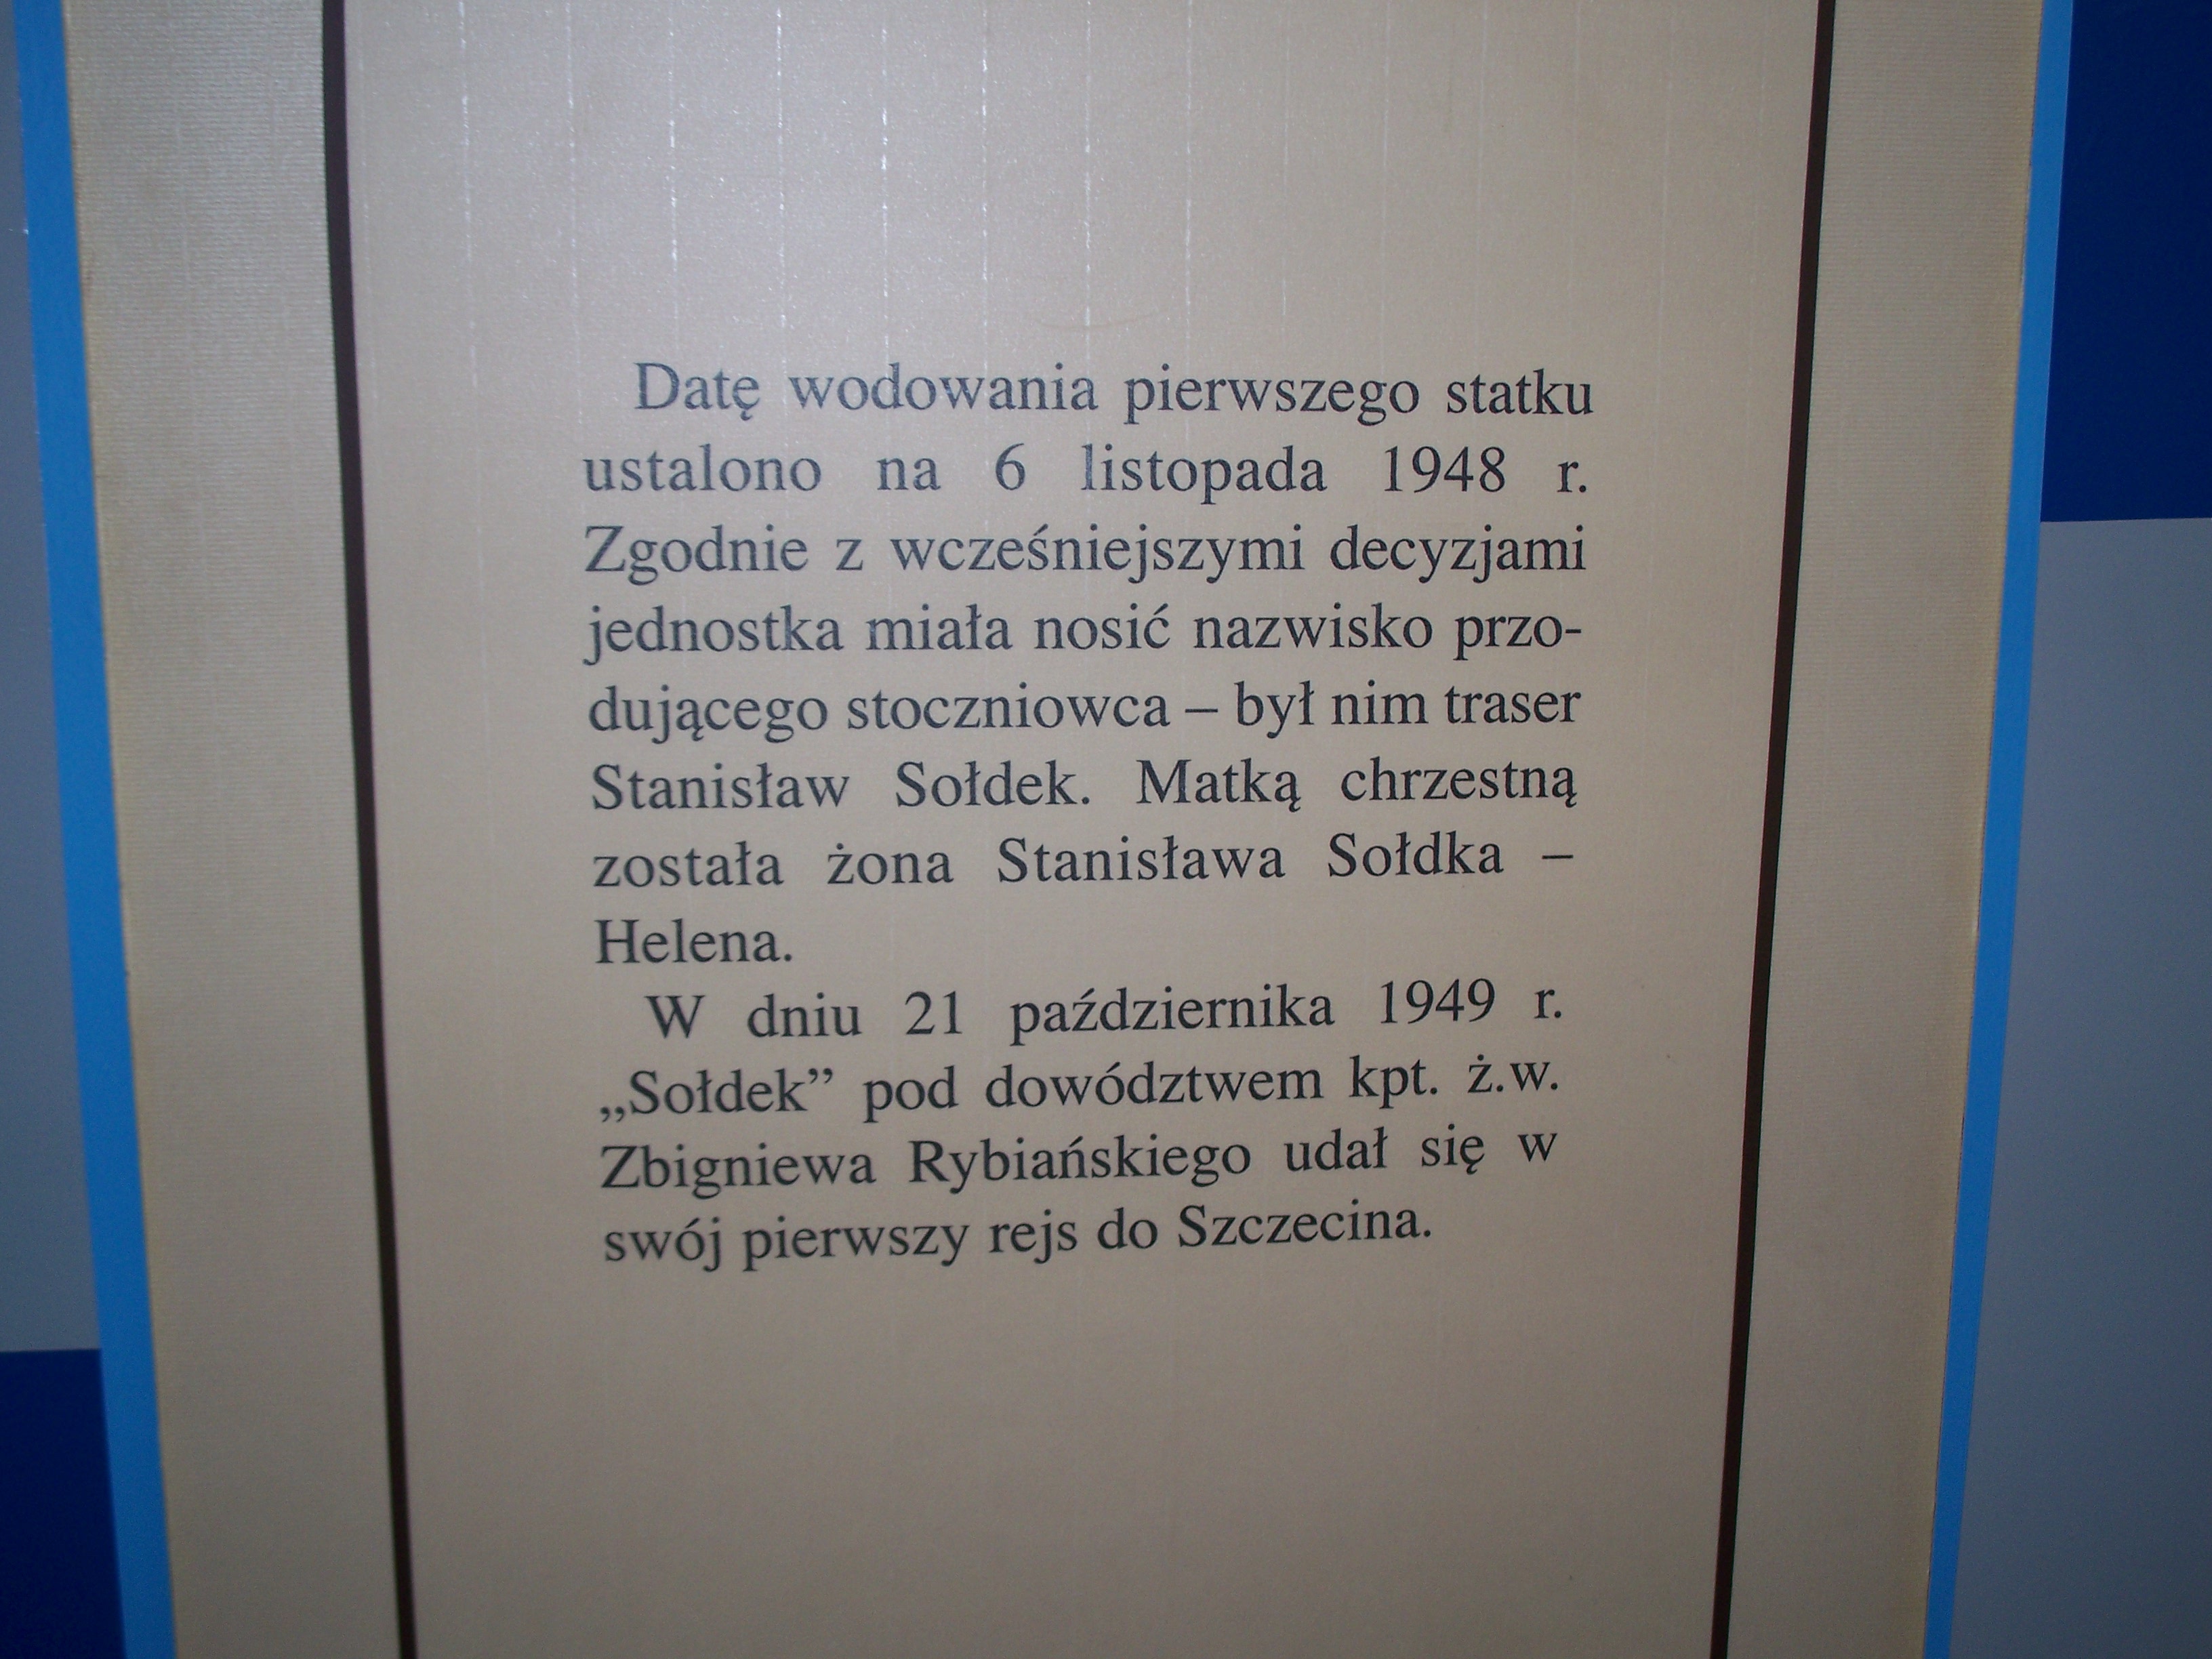 Datę wodowania pierwszego statku
ustalono na 6 listopada 1948 r.
Zgodnie z wcześniejszymi decyzjami
jednostka miała nosić nazwisko przo-
dującego stoczniowca – był nim traser
Stanisław Sołdek. Matką chrzestną
została żona Stanisława Sołdka –
Helena.
W dniu 21 października 1949 r.
„Sołdek” pod dowództwem kpt. ż.w.
Zbigniewa Rybiańskiego udał się w
swój pierwszy rejs do Szczecina.